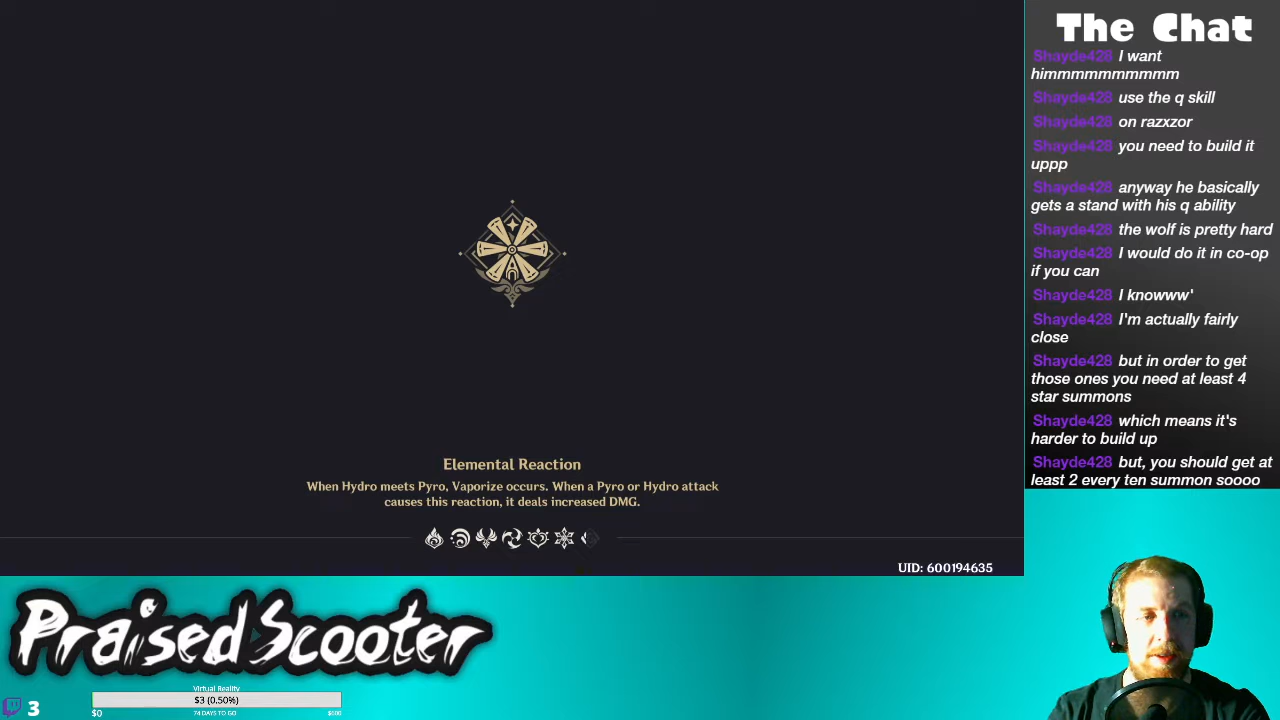 The Chat
Shayde428 I want
himmmmmmmmmm
Shayde428 use the q skill
Shayde428 on razxzor
Shayde428 you need to build it
uppp
Shayde428 anyway he basically
gets a stand with his q ability
Shayde428 the wolf is pretty hard
Shayde428 I would do it in co-op
if you can
Shayde428 I knowww'
Shayde428 I'm actually fairly
close
Shayde428 but in order to get
those ones you need at least 4
star summons
Shayde428 which means it's
harder to build up
Shayde428 but, you should get at
least 2 every ten summon soooo
Elemental Reaction
When Hydro meets Pyro, Vaporize occurs. When a Pyro or Hydro attack
causes this reaction, it deals increased DMG.
UID: 600194635
PraisedScooter
Virtual Reality
$3 (0.50%)
3
$0
74 DAYS TO GO
$600